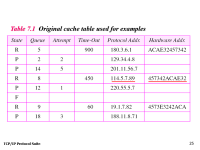 Table 7.1 Original cache table used for examples
State Queue Attempt Time-Out Protocol Addr. Hardware Addr.
R 5 900 180.3.6.1 ACAE32457342
P 2 2 129.34.4.8
P 14 5 201.11.56.7
R 8 450 114.5.7.89 457342ACAE32
P 12 1 220.55.5.7
F
R 9 60 19.1.7.82 4573E3242ACA
P 18 3 188.11.8.71
TCP/IP Protocol Suite 25